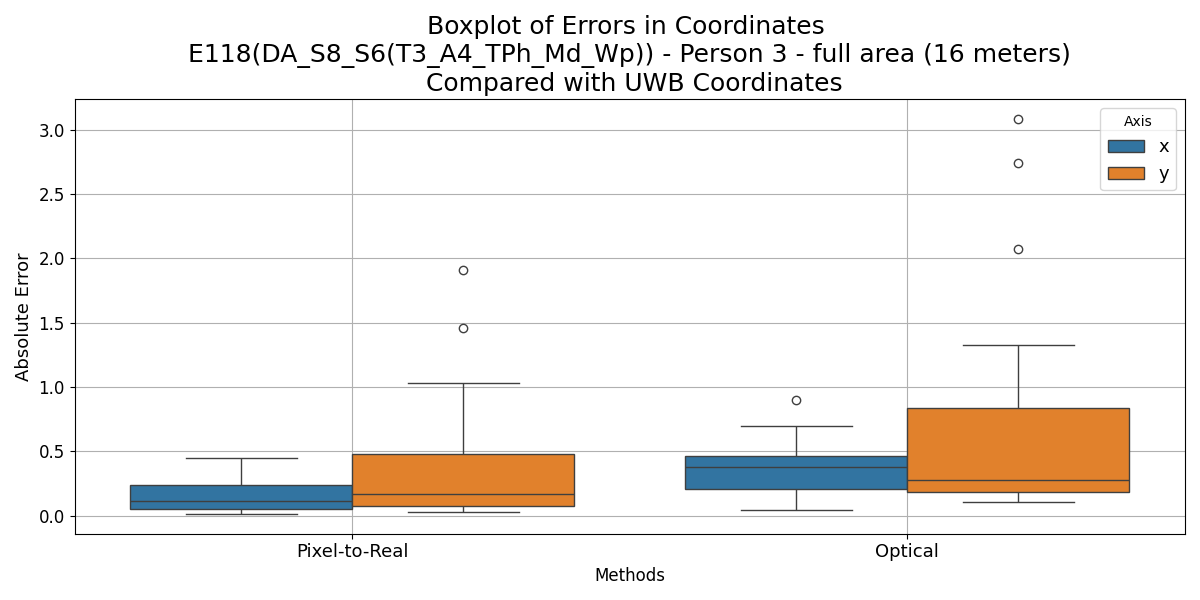 Boxplot of Errors in Coordinates
E118(DA_S8_S6(T3_A4_TPh_Md_Wp)) - Person 3 - full area (16 meters)
Compared with UWB Coordinates
Absolute Error
3.0
2.5
2.0
1.5
1.0
0.5
0.0
Axis
x
y
Pixel-to-Real
Optical
Methods